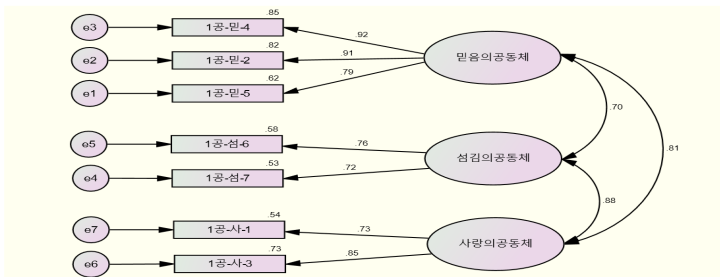 .85
e3
1공-믿-4
.92
.82
e2
1공-믿-2
.91
믿음의공동체
.62
.79
e1
1공-믿-5
.70
.58
e5
1공-섬-6
.76
.81
.53
섬김의공동체
e4
1공-섬-7
.72
.88
.54
e7
1공-사-1
.73
.73
사랑의공동체
e6
1공-사-3
.85